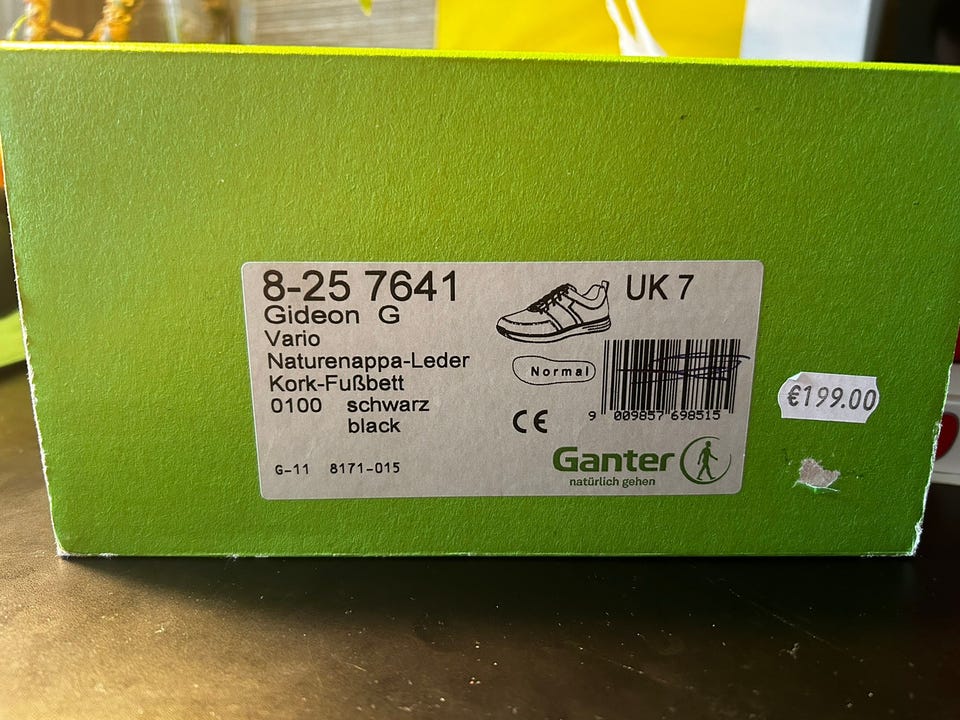 8-25 7641
Gideon G
Vario
Naturenappa-Leder
Kork-Fußbett
0100 schwarz
black
G-11 8171-015
UK 7
Normal
9 009857 698515
CE
Ganter
natürlich gehen
€199.00